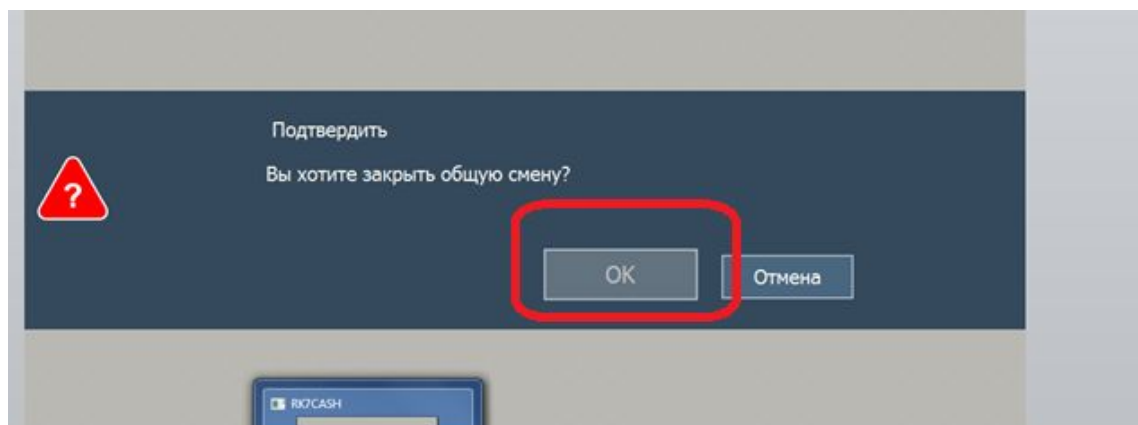 Подтвердить
Вы хотите закрыть общую смену?
?
OK
Отмена
RK7CASH